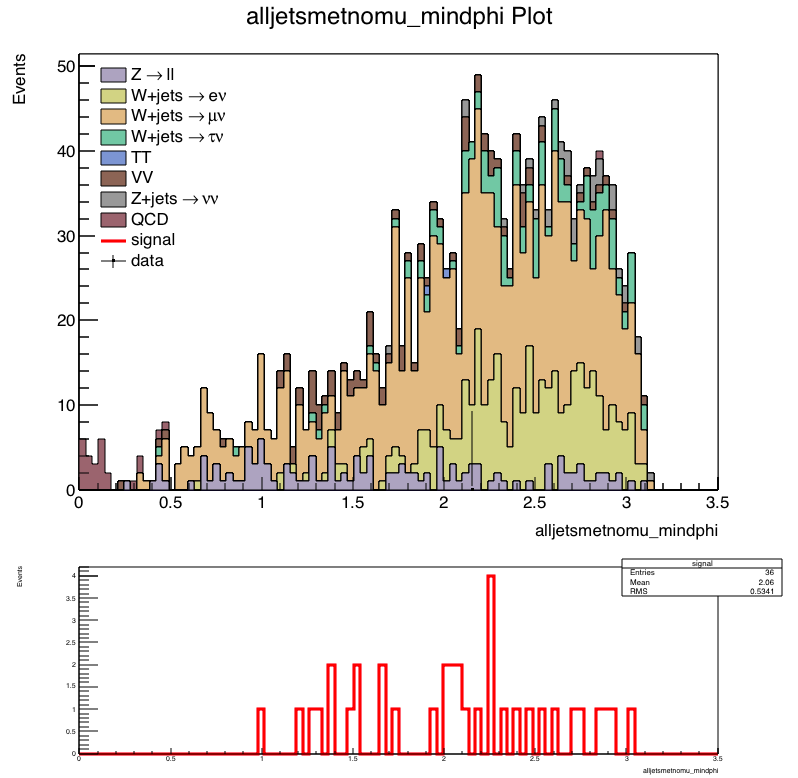 alljetsmetnomu_mindphi Plot
Events
50
40
30
20
10
0
Z → ll
W+jets → eν
W+jets → μν
W+jets → τν
TT
VV
Z+jets → νν
QCD
signal
data
0 0.5 1 1.5 2 2.5 3 3.5
alljetsmetnomu_mindphi
Events
signal
Entries 36
Mean 2.06
RMS 0.5341
4
3.5
3
2.5
2
1.5
1
0.5
0
0 0.5 1 1.5 2 2.5 3 3.5
alljetsmetnomu_mindphi